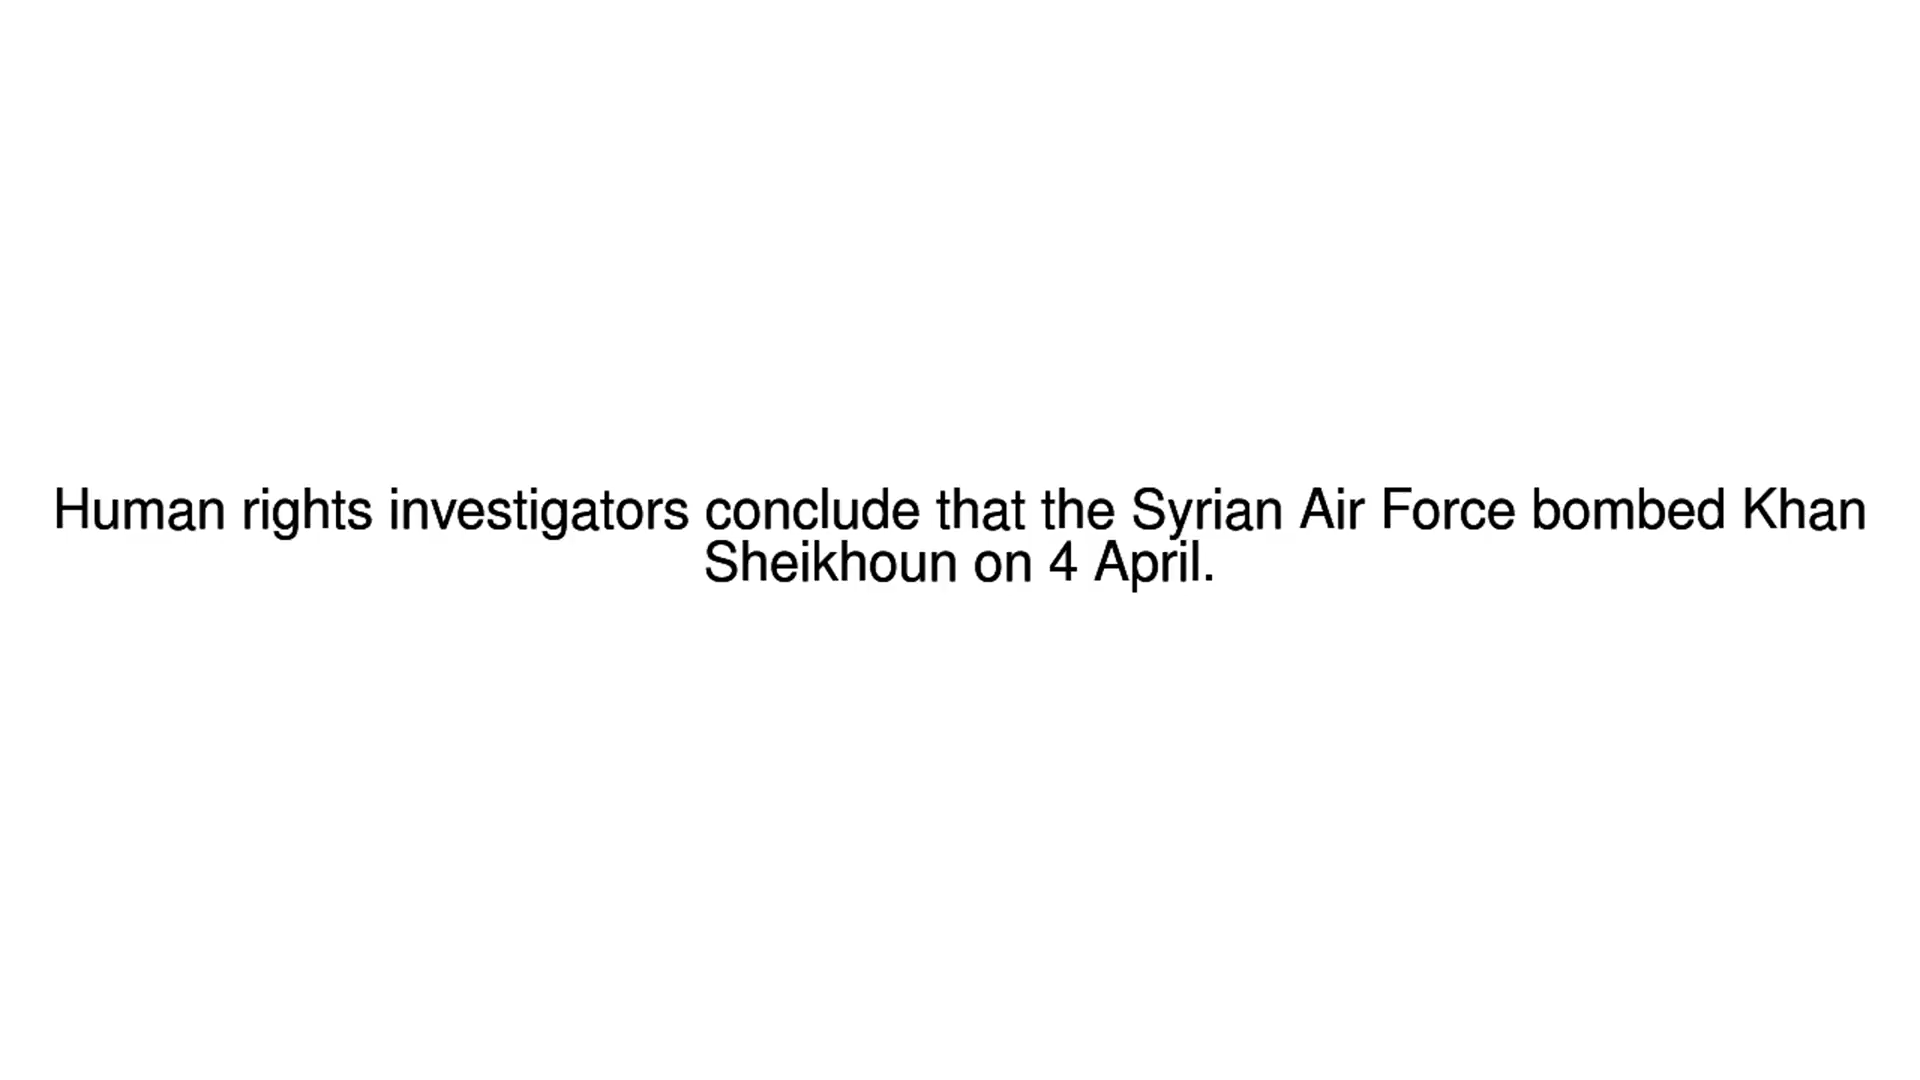 Human rights investigators conclude that the Syrian Air Force bombed Khan
Sheikhoun on 4 April.